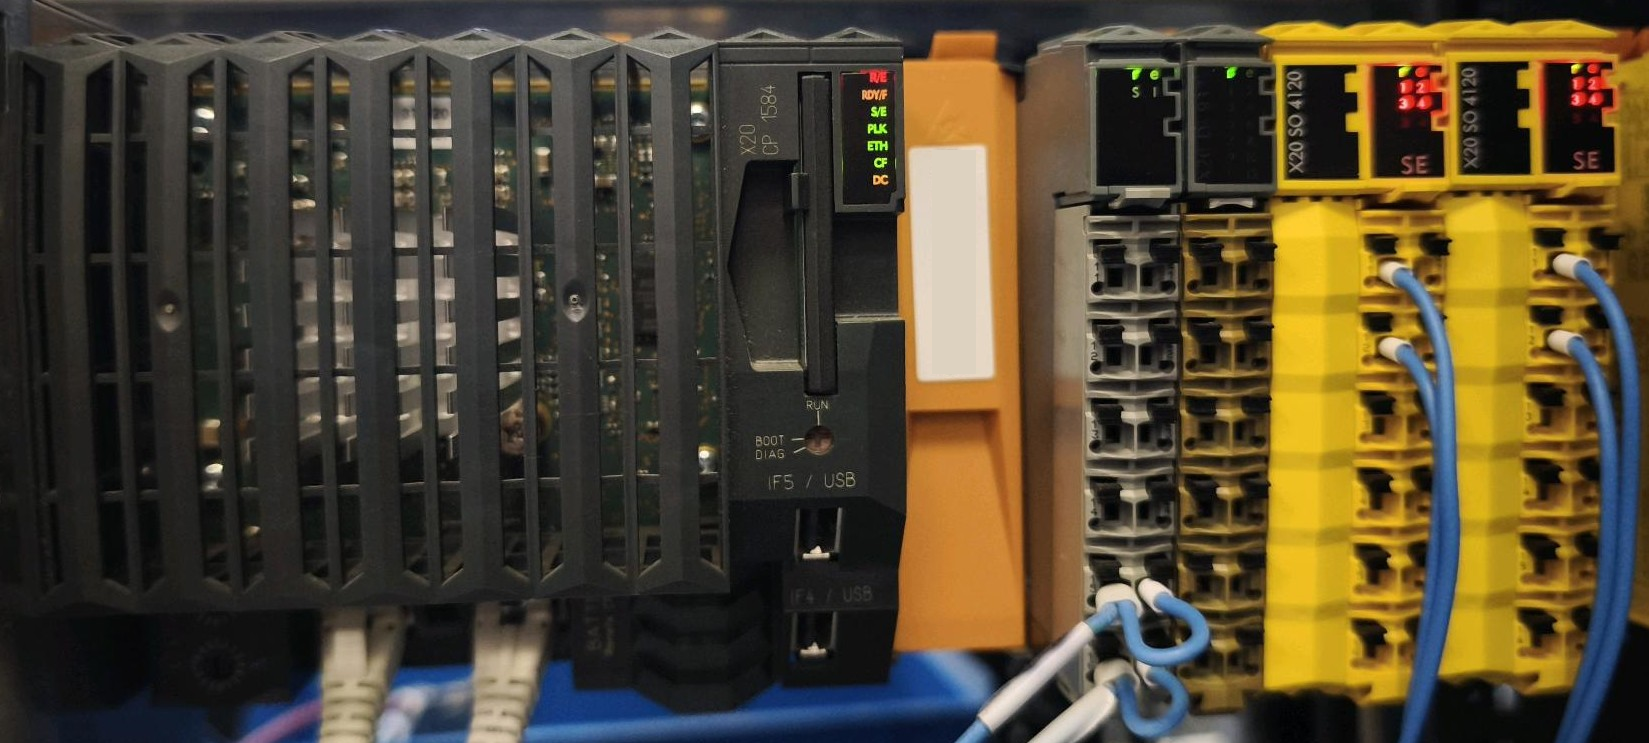 X20
CP 1584
R/E
RDY/F
S/E
PLK
ETH
CF
DC
RUN
BOOT
DIAG
IF5 / USB
IF4 / USB
e
S I
X20 SO 4120
1 2
3 4
SE
X20 SO 4120
1 2
3 4
SE